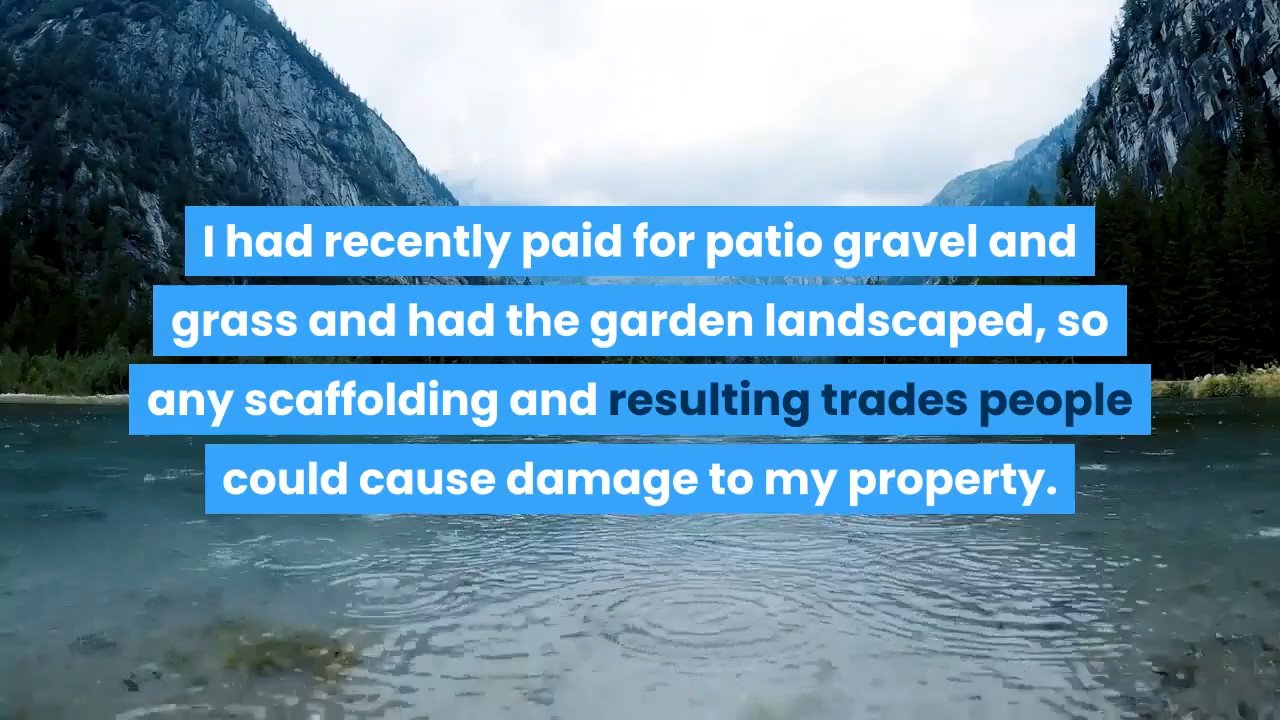 I had recently paid for patio gravel and
grass and had the garden landscaped, so
any scaffolding and resulting trades people
could cause damage to my property.